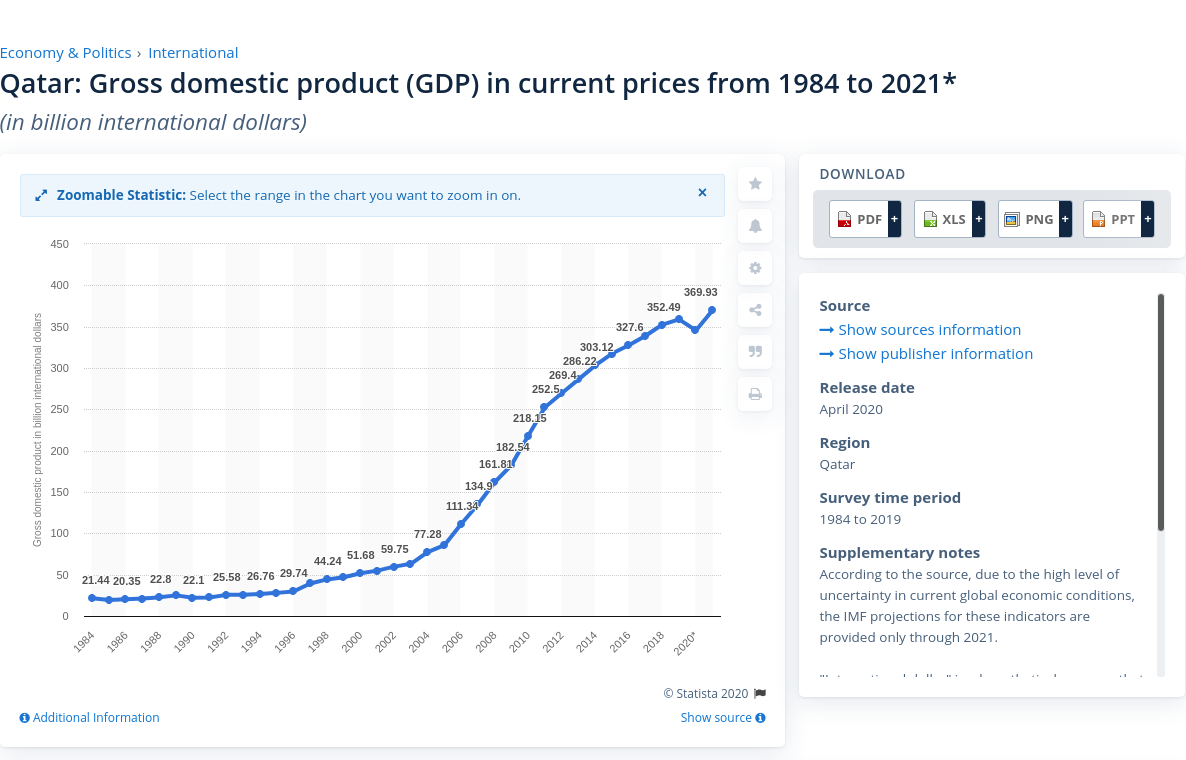 Economy & Politics › International
Qatar: Gross domestic product (GDP) in current prices from 1984 to 2021*
(in billion international dollars)
Zoomable Statistic: Select the range in the chart you want to zoom in on.
×
Gross domestic product in billion international dollars
450
400
350
300
250
200
150
100
50
0
21.44 20.35 22.8 22.1 25.58 26.76 29.74 44.24 51.68 59.75 77.28 111.34 134.9 161.81 182.54 218.15 252.5 269.4 286.22 303.12 327.6 352.49 369.93
1984 1986 1988 1990 1992 1994 1996 1998 2000 2002 2004 2006 2008 2010 2012 2014 2016 2018 2020*
© Statista 2020
Additional Information
Show source
DOWNLOAD
PDF + XLS + PNG + PPT +
Source
Show sources information
Show publisher information
Release date
April 2020
Region
Qatar
Survey time period
1984 to 2019
Supplementary notes
According to the source, due to the high level of
uncertainty in current global economic conditions,
the IMF projections for these indicators are
provided only through 2021.